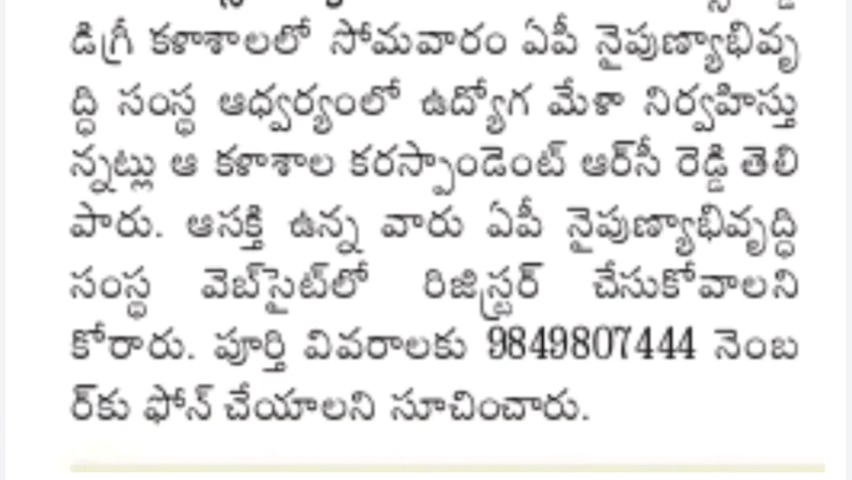 డిగ్రీ కళాశాలలో సోమవారం ఏపీ నైపుణ్యాభివృ
ద్ధి సంస్థ ఆధ్వర్యంలో ఉద్యోగ మేళా నిర్వహిస్తు
న్నట్లు ఆ కళాశాల కరస్పాండెంట్ ఆర్‌సీ రెడ్డి తెలి
పారు. ఆసక్తి ఉన్న వారు ఏపీ నైపుణ్యాభివృద్ధి
సంస్థ వెబ్‌సైట్‌లో రిజిస్ట్రర్ చేసుకోవాలని
కోరారు. పూర్తి వివరాలకు 9849807444 నెంబ
ర్‌కు ఫోన్ చేయాలని సూచించారు.